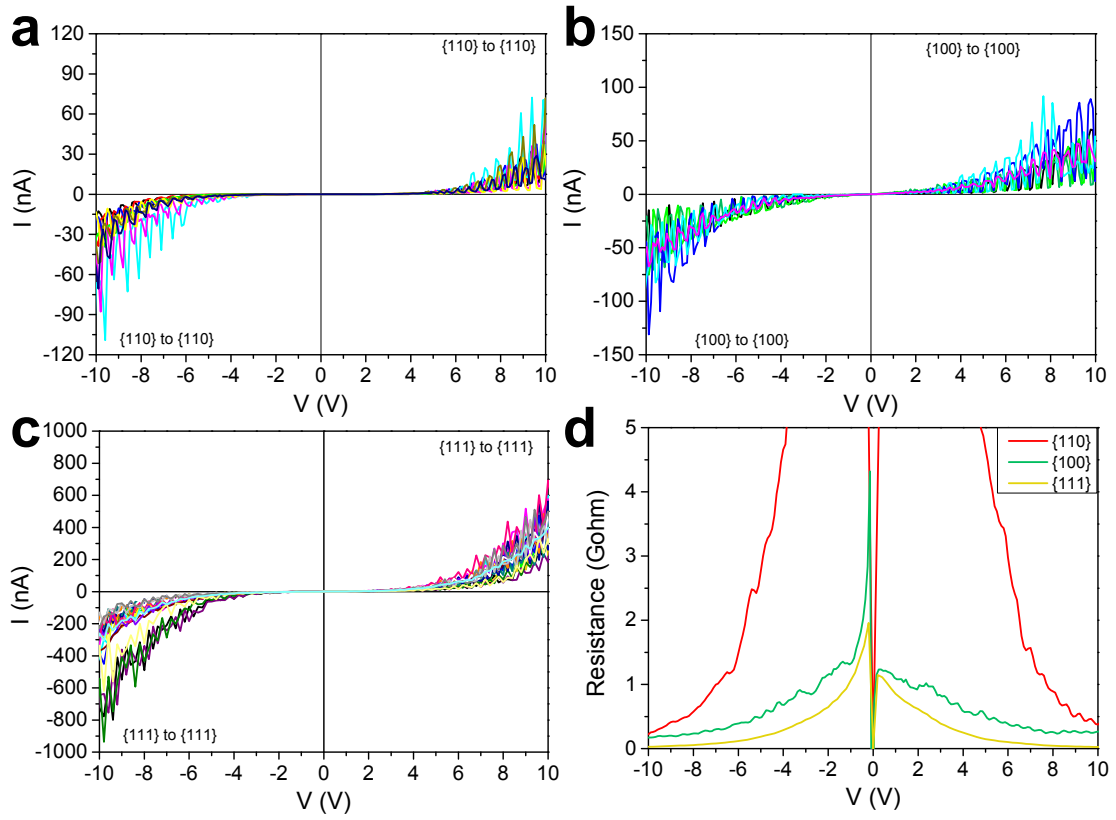 a
120
90
60
30
0
-30
-60
-90
-120
I (nA)
{110} to {110}
{110} to {110}
-10 -8 -6 -4 -2 0 2 4 6 8 10
V (V)
b
150
100
50
0
-50
-100
-150
I (nA)
{100} to {100}
{100} to {100}
-10 -8 -6 -4 -2 0 2 4 6 8 10
V (V)
c
1000
800
600
400
200
0
-200
-400
-600
-800
-1000
I (nA)
{111} to {111}
{111} to {111}
-10 -8 -6 -4 -2 0 2 4 6 8 10
V (V)
d
5
4
3
2
1
0
Resistance (Gohm)
{110}
{100}
{111}
-10 -8 -6 -4 -2 0 2 4 6 8 10
V (V)